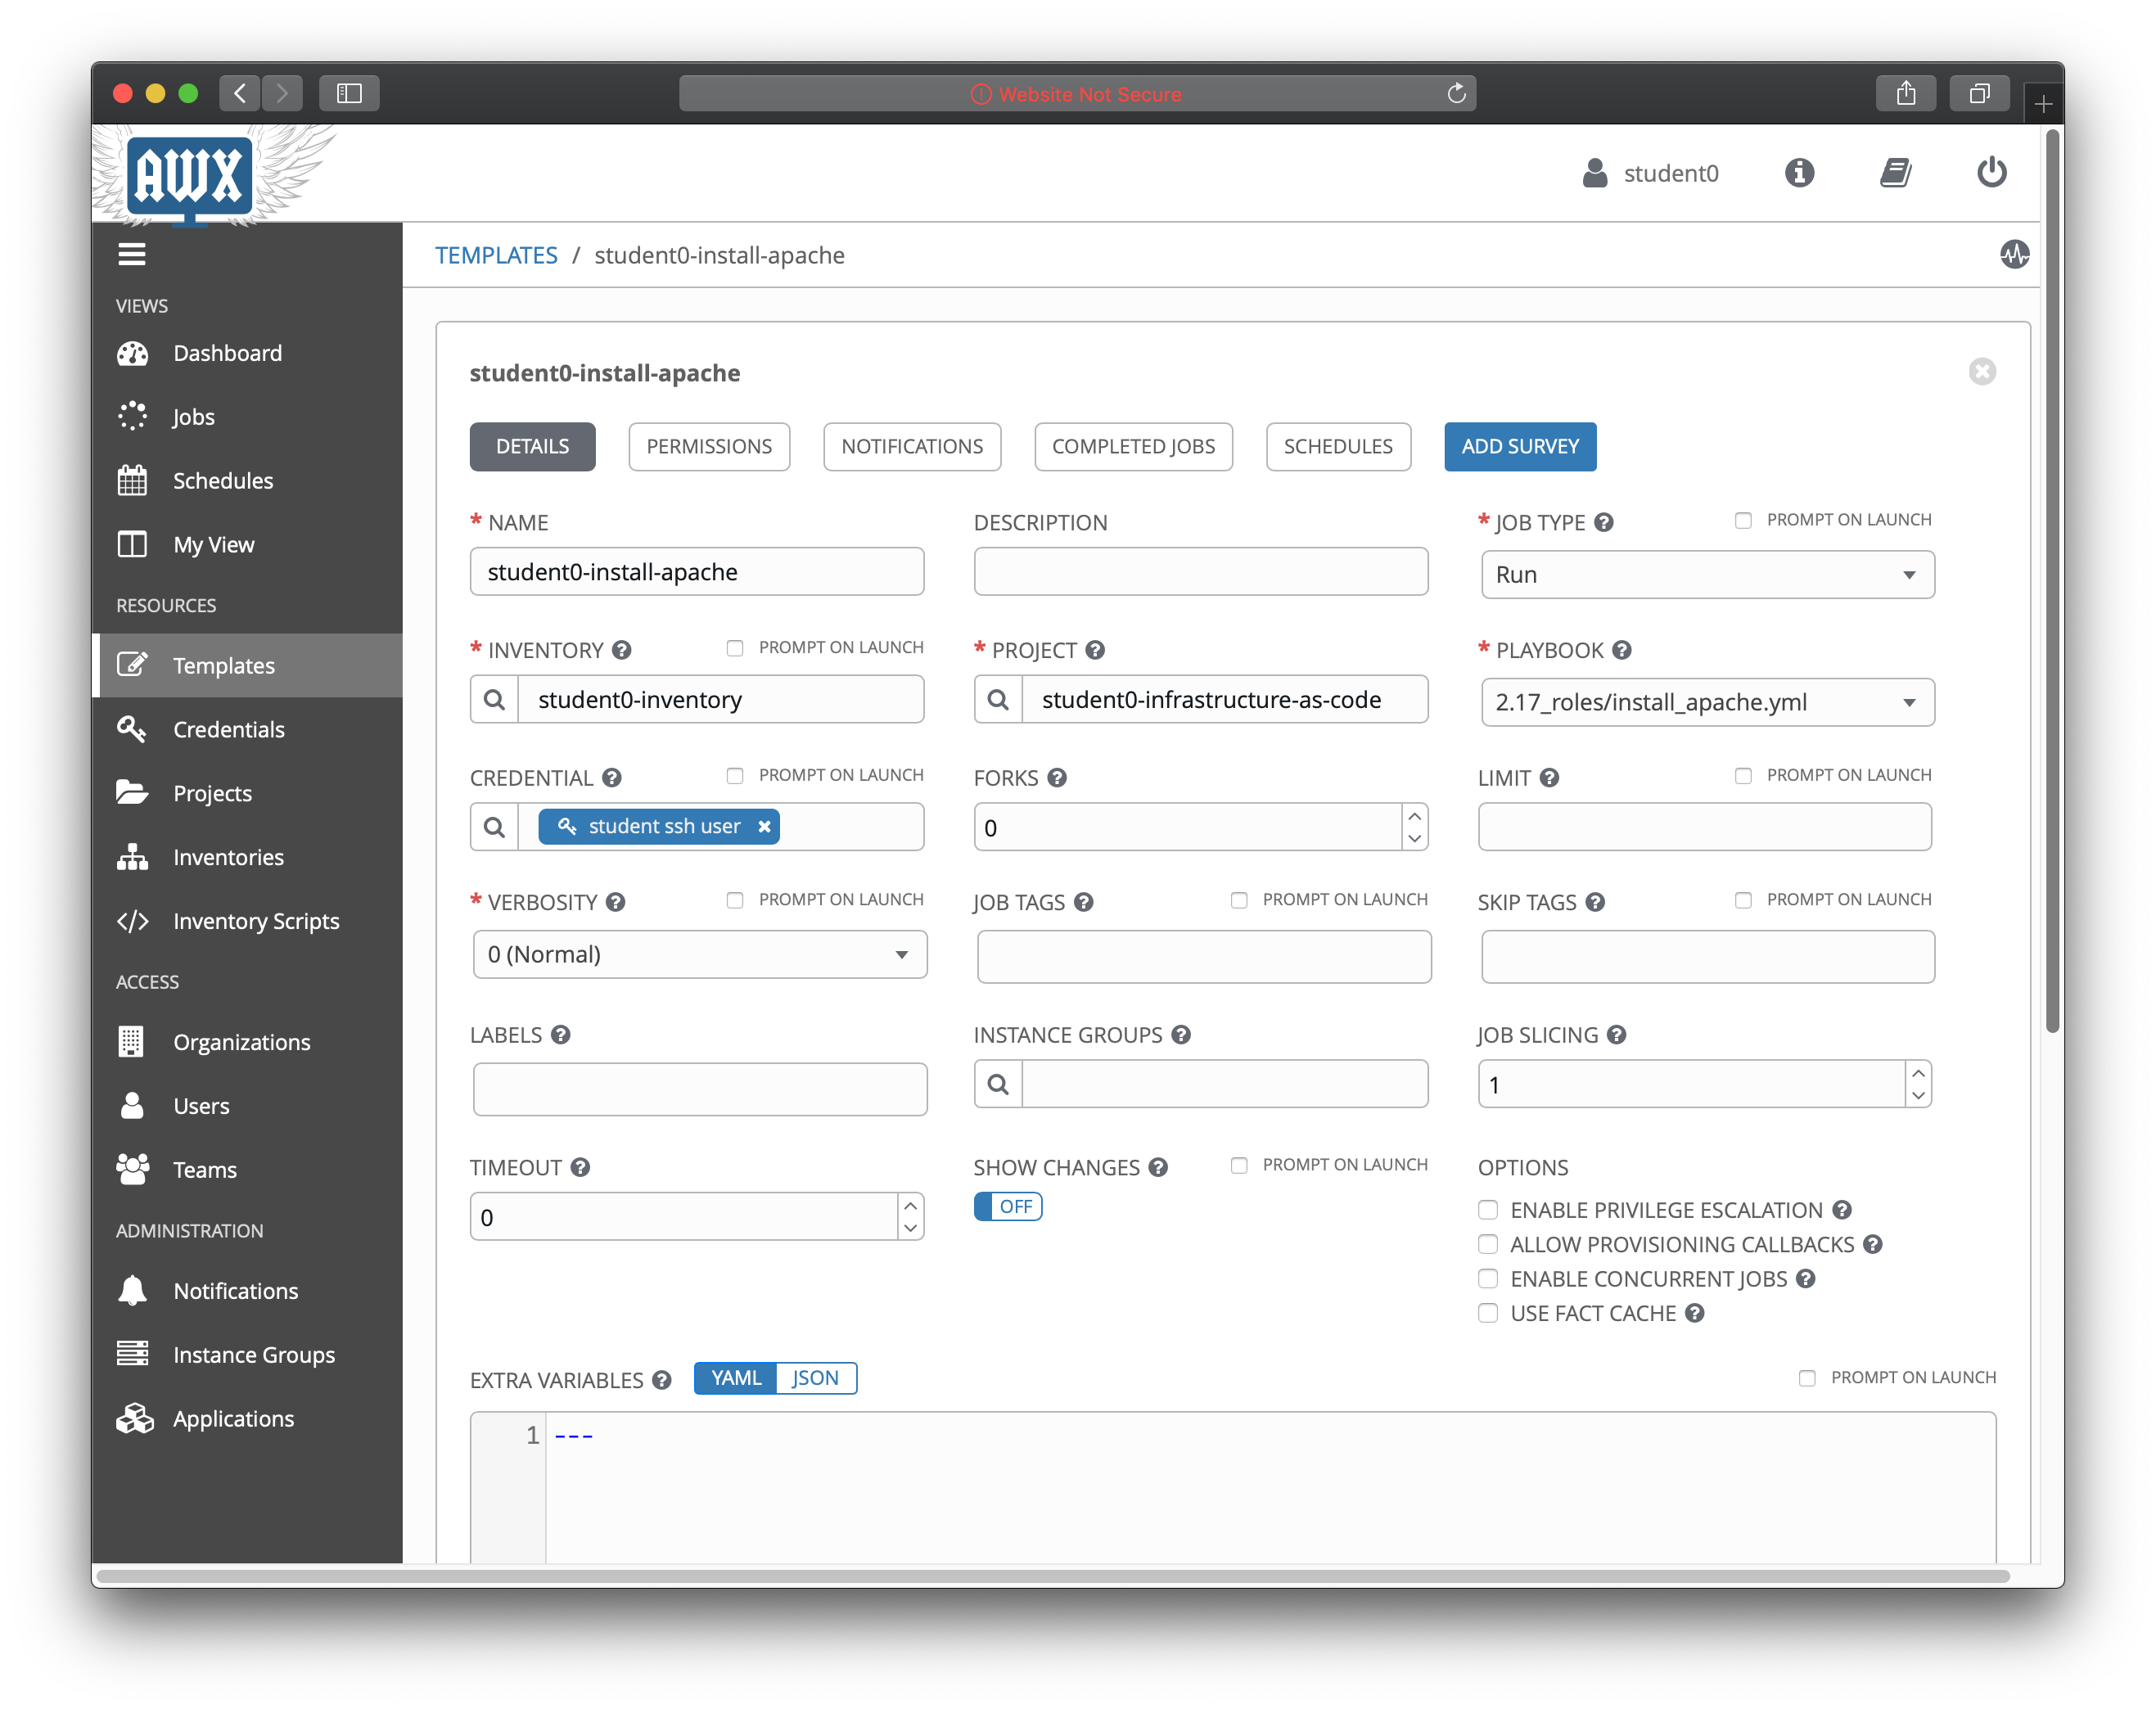 Website Not Secure
AWX
student0
TEMPLATES / student0-install-apache
VIEWS
Dashboard
Jobs
Schedules
My View
RESOURCES
Templates
Credentials
Projects
Inventories
Inventory Scripts
ACCESS
Organizations
Users
Teams
ADMINISTRATION
Notifications
Instance Groups
Applications
student0-install-apache
DETAILS PERMISSIONS NOTIFICATIONS COMPLETED JOBS SCHEDULES ADD SURVEY
* NAME DESCRIPTION * JOB TYPE PROMPT ON LAUNCH
student0-install-apache Run
* INVENTORY PROMPT ON LAUNCH * PROJECT * PLAYBOOK
student0-inventory student0-infrastructure-as-code 2.17_roles/install_apache.yml
CREDENTIAL PROMPT ON LAUNCH FORKS LIMIT PROMPT ON LAUNCH
student ssh user 0
* VERBOSITY PROMPT ON LAUNCH JOB TAGS PROMPT ON LAUNCH SKIP TAGS PROMPT ON LAUNCH
0 (Normal)
LABELS INSTANCE GROUPS JOB SLICING
1
TIMEOUT SHOW CHANGES PROMPT ON LAUNCH OPTIONS
0 OFF
ENABLE PRIVILEGE ESCALATION
ALLOW PROVISIONING CALLBACKS
ENABLE CONCURRENT JOBS
USE FACT CACHE
EXTRA VARIABLES YAML JSON PROMPT ON LAUNCH
1 ---